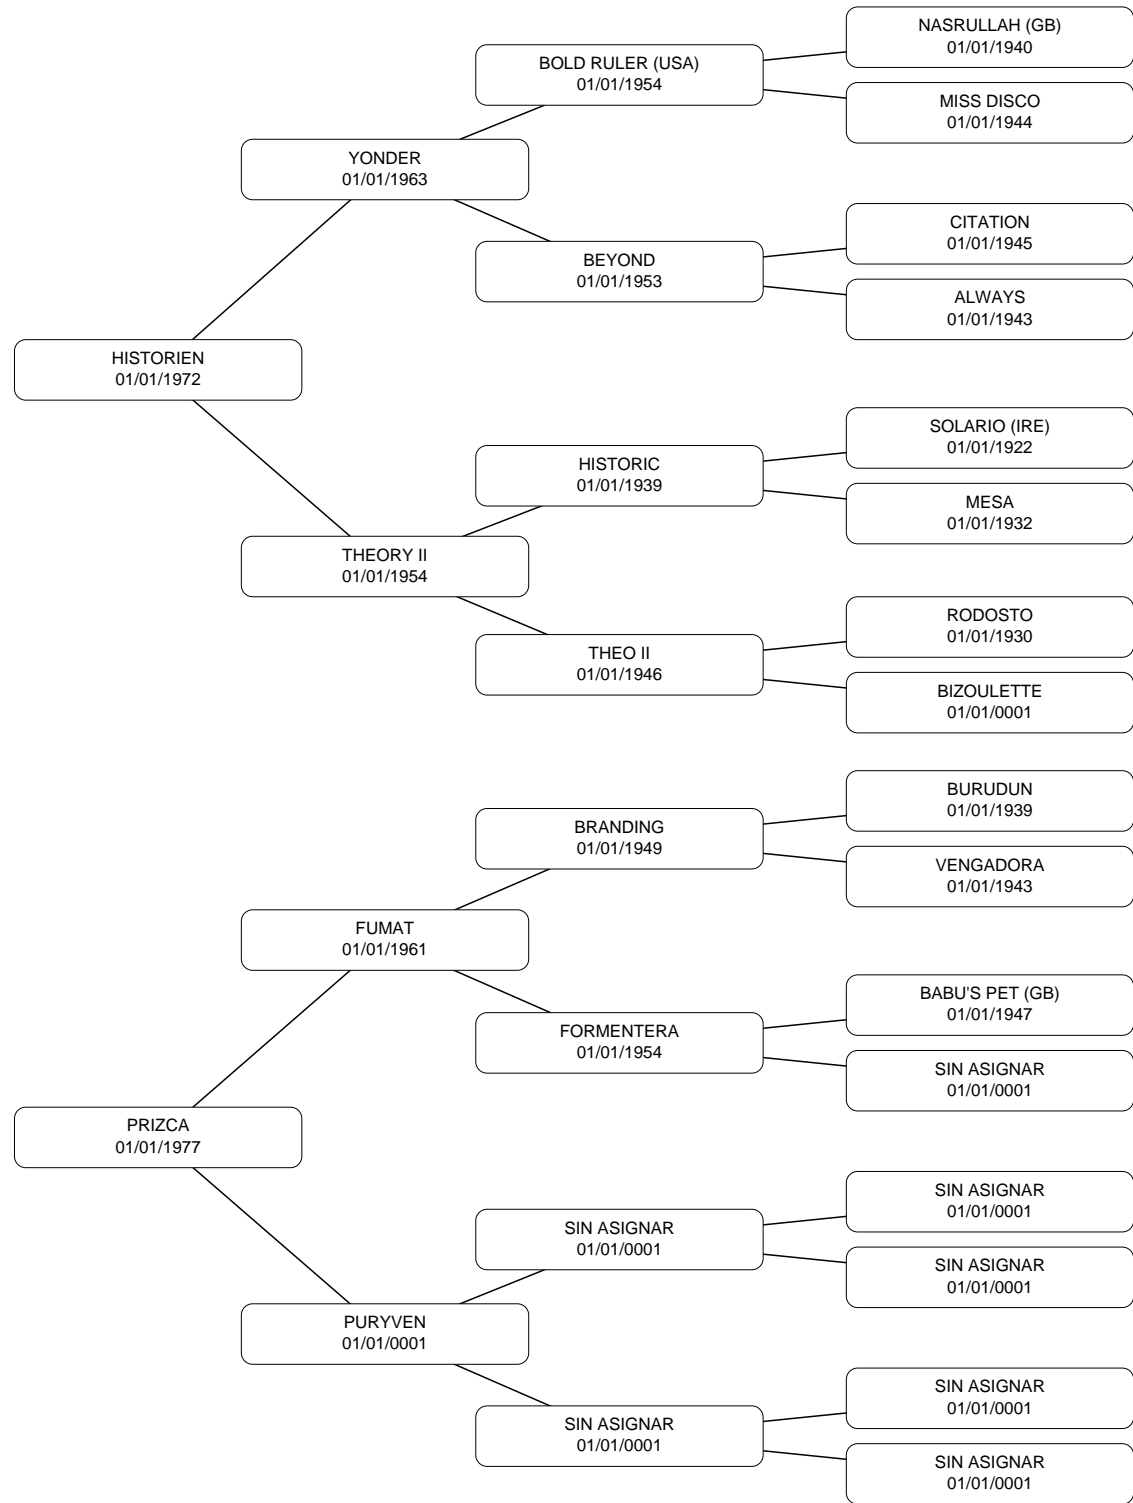 NASRULLAH (GB)
01/01/1940
BOLD RULER (USA)
01/01/1954
MISS DISCO
01/01/1944
YONDER
01/01/1963
CITATION
01/01/1945
BEYOND
01/01/1953
ALWAYS
01/01/1943
HISTORIEN
01/01/1972
SOLARIO (IRE)
01/01/1922
HISTORIC
01/01/1939
MESA
01/01/1932
THEORY II
01/01/1954
RODOSTO
01/01/1930
THEO II
01/01/1946
BIZOULETTE
01/01/0001
BURUDUN
01/01/1939
BRANDING
01/01/1949
VENGADORA
01/01/1943
FUMAT
01/01/1961
BABU'S PET (GB)
01/01/1947
FORMENTERA
01/01/1954
SIN ASIGNAR
01/01/0001
PRIZCA
01/01/1977
SIN ASIGNAR
01/01/0001
SIN ASIGNAR
01/01/0001
SIN ASIGNAR
01/01/0001
PURYVEN
01/01/0001
SIN ASIGNAR
01/01/0001
SIN ASIGNAR
01/01/0001
SIN ASIGNAR
01/01/0001